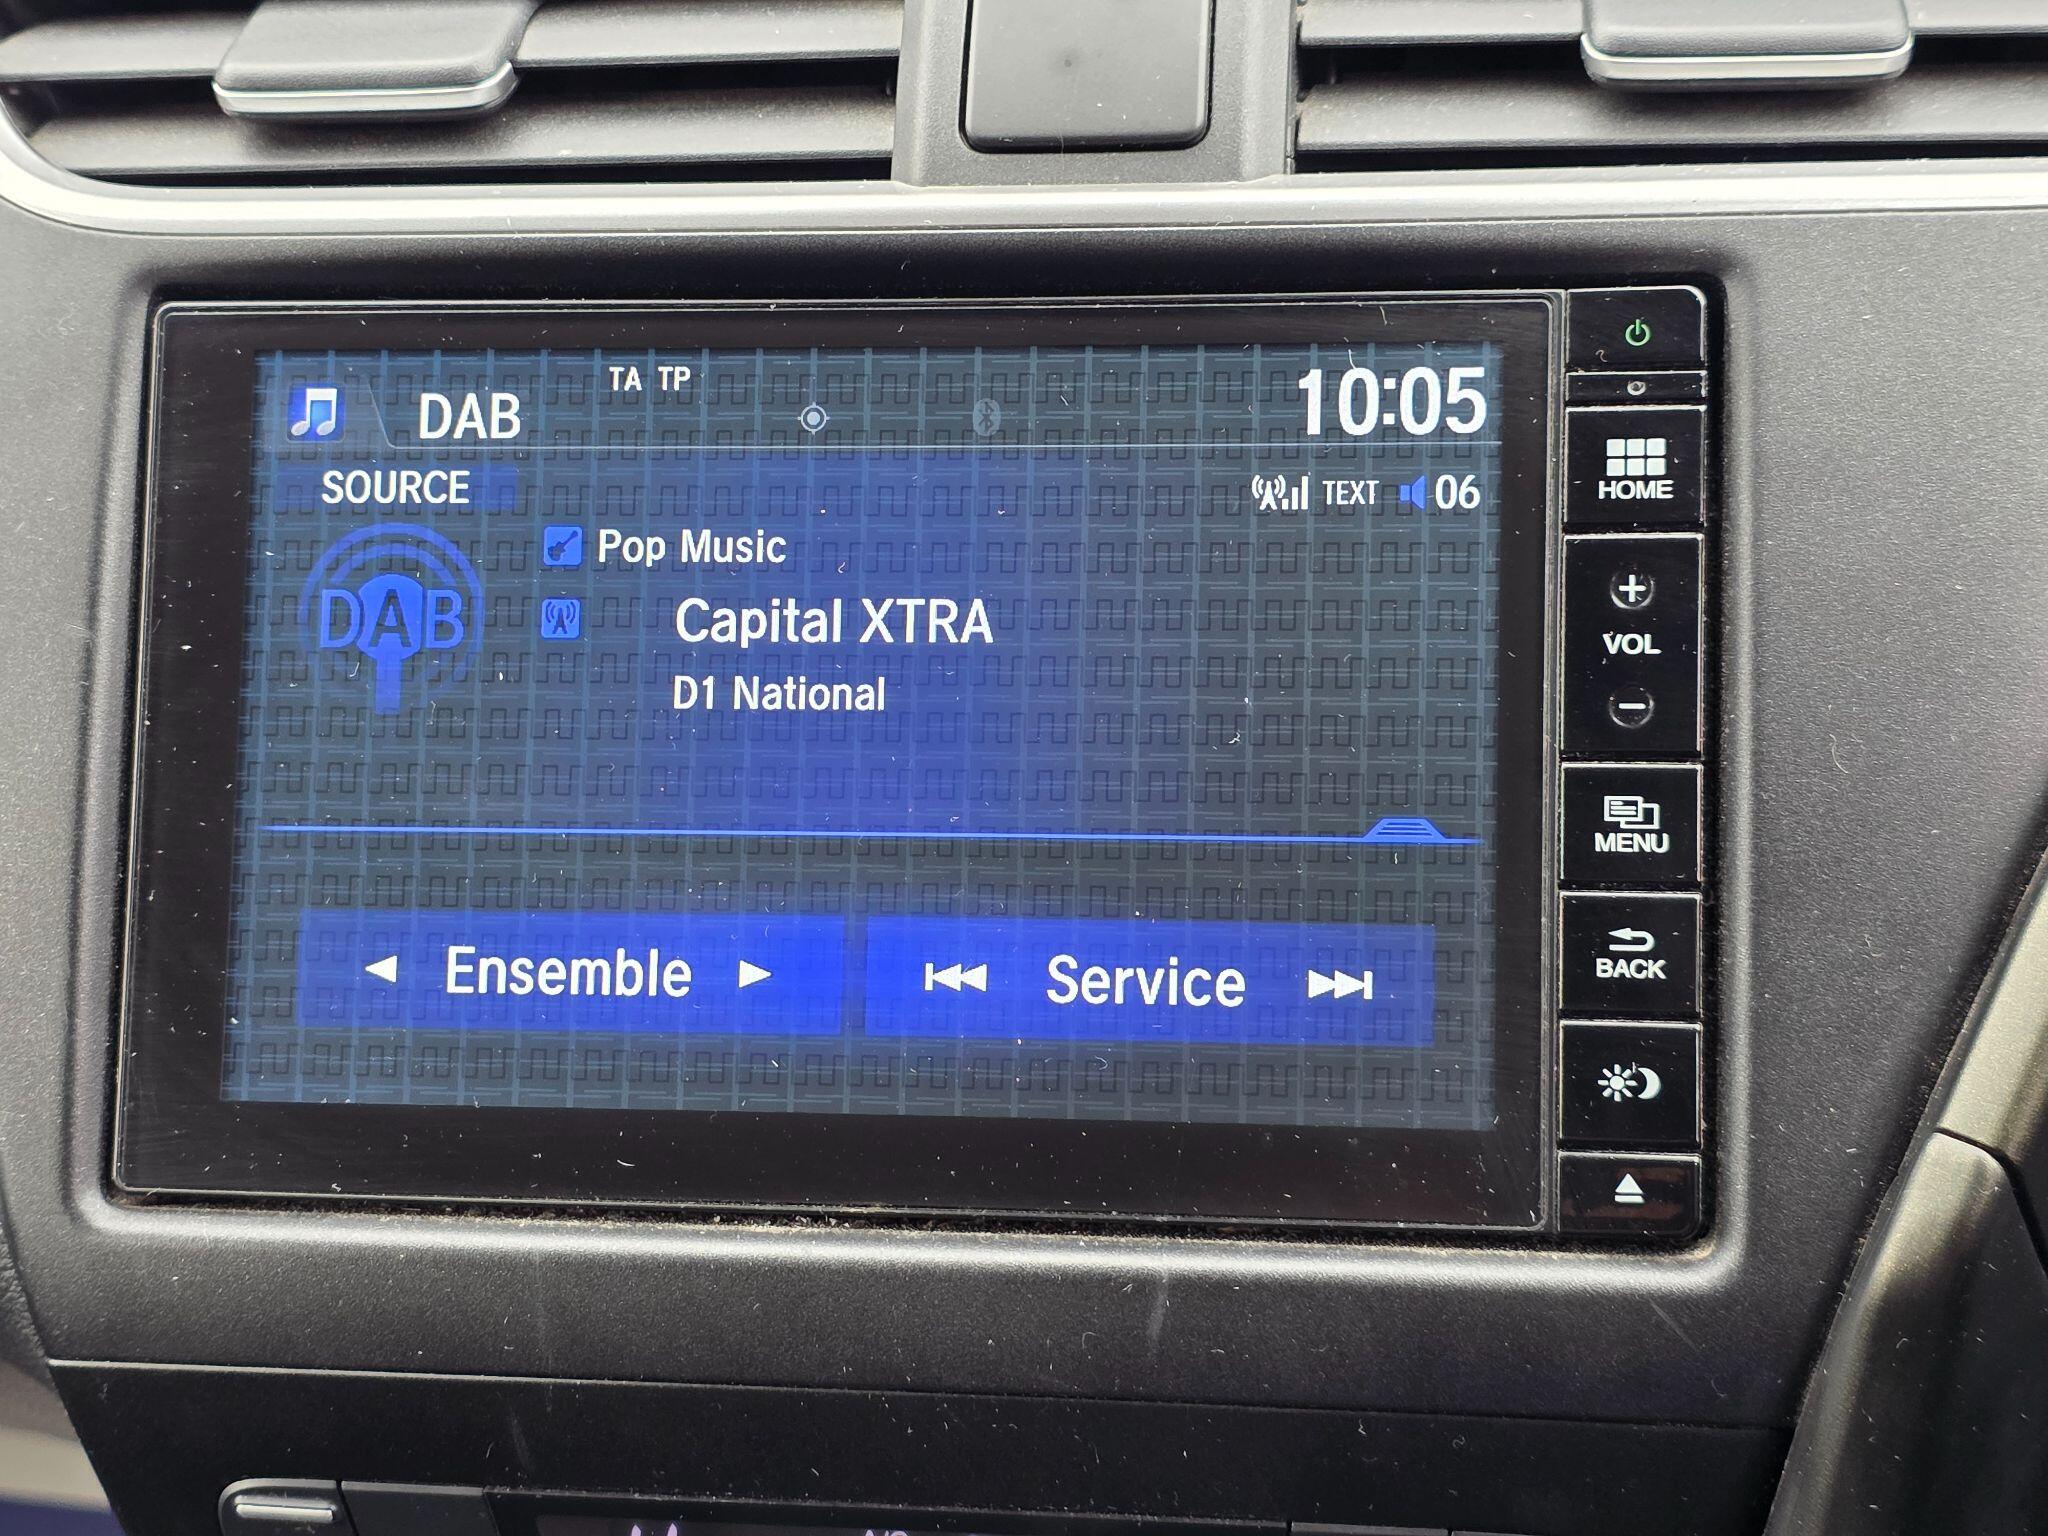 TA TP
DAB
10:05
SOURCE
TEXT 06
Pop Music
DAB
Capital XTRA
D1 National
Ensemble
Service
HOME
VOL
MENU
BACK